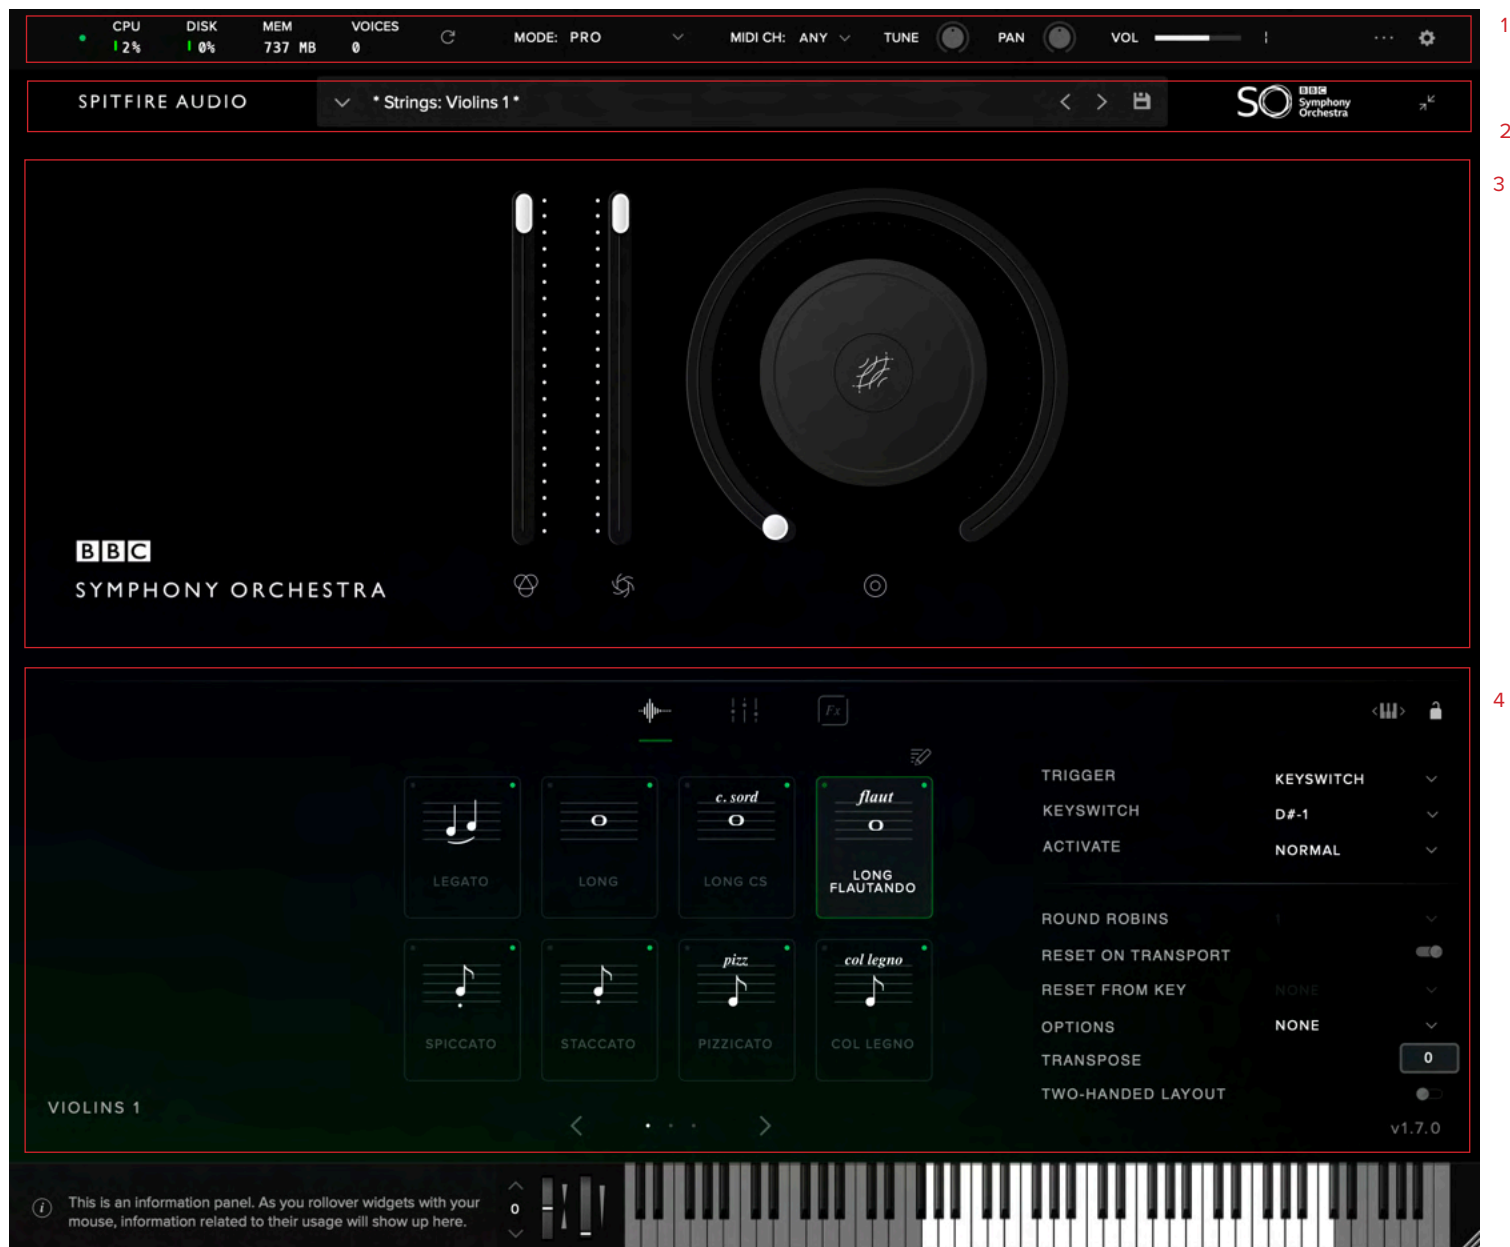 1
CPU DISK MEM VOICES
2% 0% 737 MB 0
MODE: PRO MIDI CH: ANY TUNE PAN VOL ···
SPITFIRE AUDIO
* Strings: Violins 1 *
SO BBC
Symphony
Orchestra
2
3
BBC
SYMPHONY ORCHESTRA
4
Fx
c. sord
flaut
LEGATO
LONG
LONG CS
LONG
FLAUTANDO
pizz
col legno
SPICCATO
STACCATO
PIZZICATO
COL LEGNO
TRIGGER KEYSWITCH
KEYSWITCH D#-1
ACTIVATE NORMAL
ROUND ROBINS 1
RESET ON TRANSPORT
RESET FROM KEY NONE
OPTIONS NONE
TRANSPOSE 0
TWO-HANDED LAYOUT
VIOLINS 1
v1.7.0
This is an information panel. As you rollover widgets with your
mouse, information related to their usage will show up here.
0